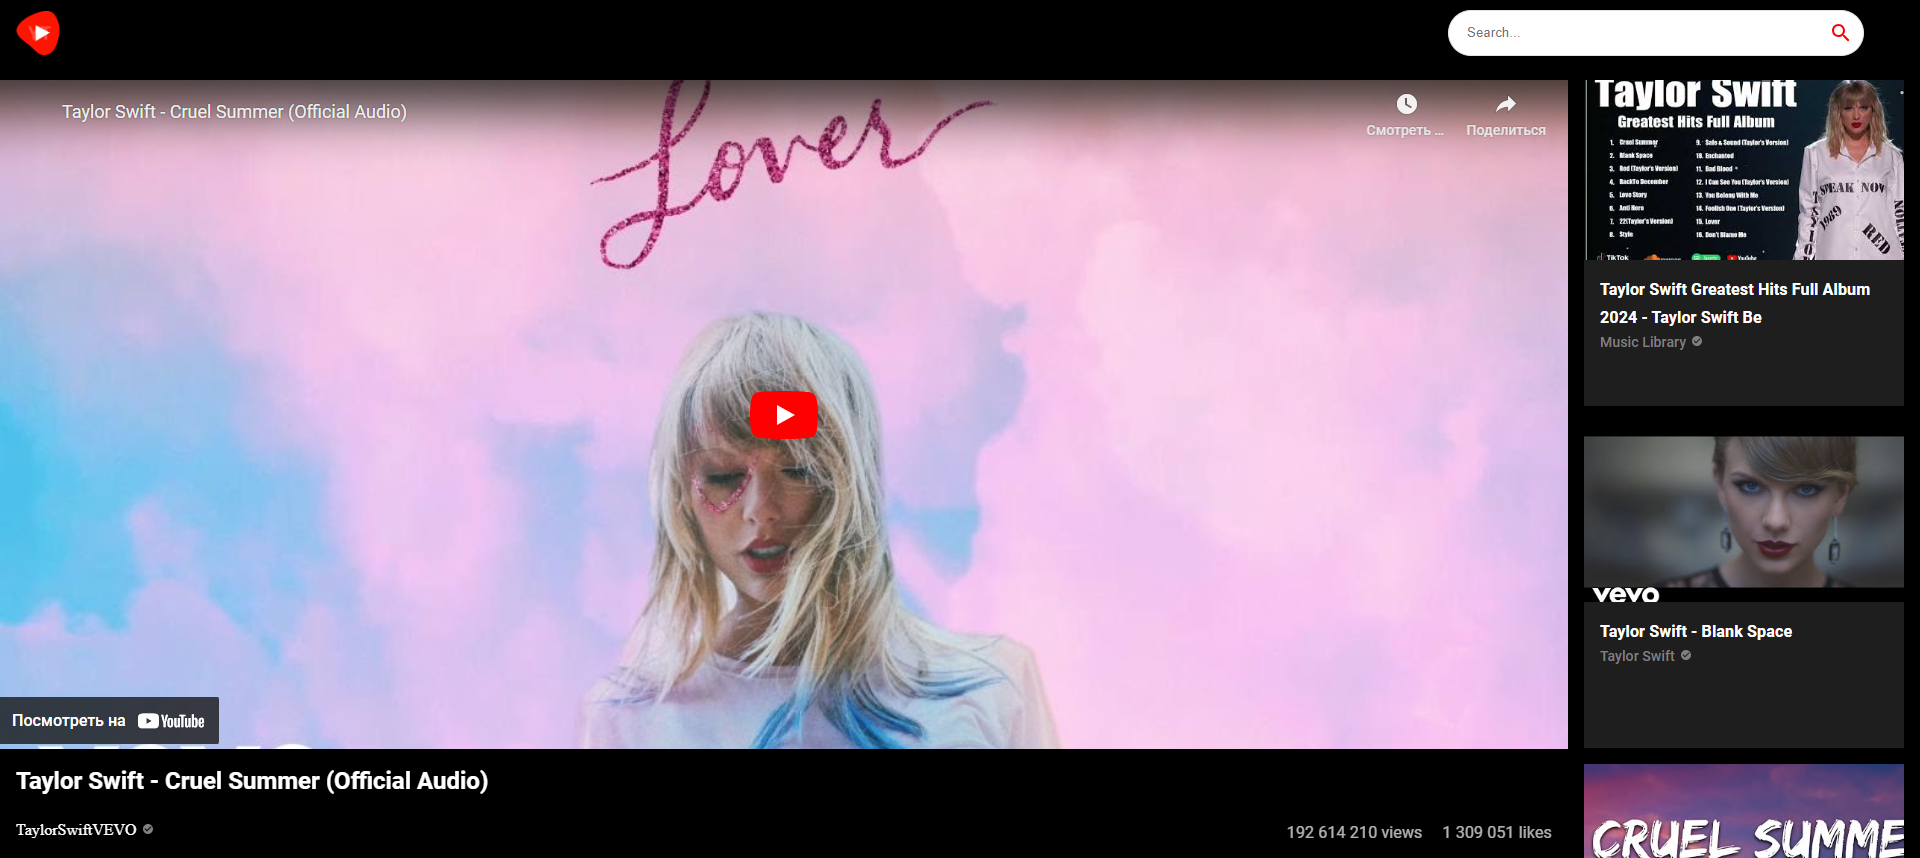 Search...
Taylor Swift - Cruel Summer (Official Audio)
Смотреть ...
Поделиться
Lover
Посмотреть на YouTube
Taylor Swift - Cruel Summer (Official Audio)
TaylorSwiftVEVO
192 614 210 views 1 309 051 likes
Taylor Swift
Greatest Hits Full Album
1. Cruel Summer
2. Blank Space
3. Red (Taylor's Version)
4. BackTo December
5. Love Story
6. Anti Hero
7. 22(Taylor's Version)
8. Style
9. Safe & Sound (Taylor's Version)
10. Enchanted
11. Bad Blood
12. I Can See You (Taylor's Version)
13. You Belong With Me
14. Foolish One (Taylor's Version)
15. Lover
16. Don't Blame Me
SPEAK NOW
1989
RED
TikTok
YouTube
Taylor Swift Greatest Hits Full Album
2024 - Taylor Swift Be
Music Library
vevo
Taylor Swift - Blank Space
Taylor Swift
CRUEL SUMME